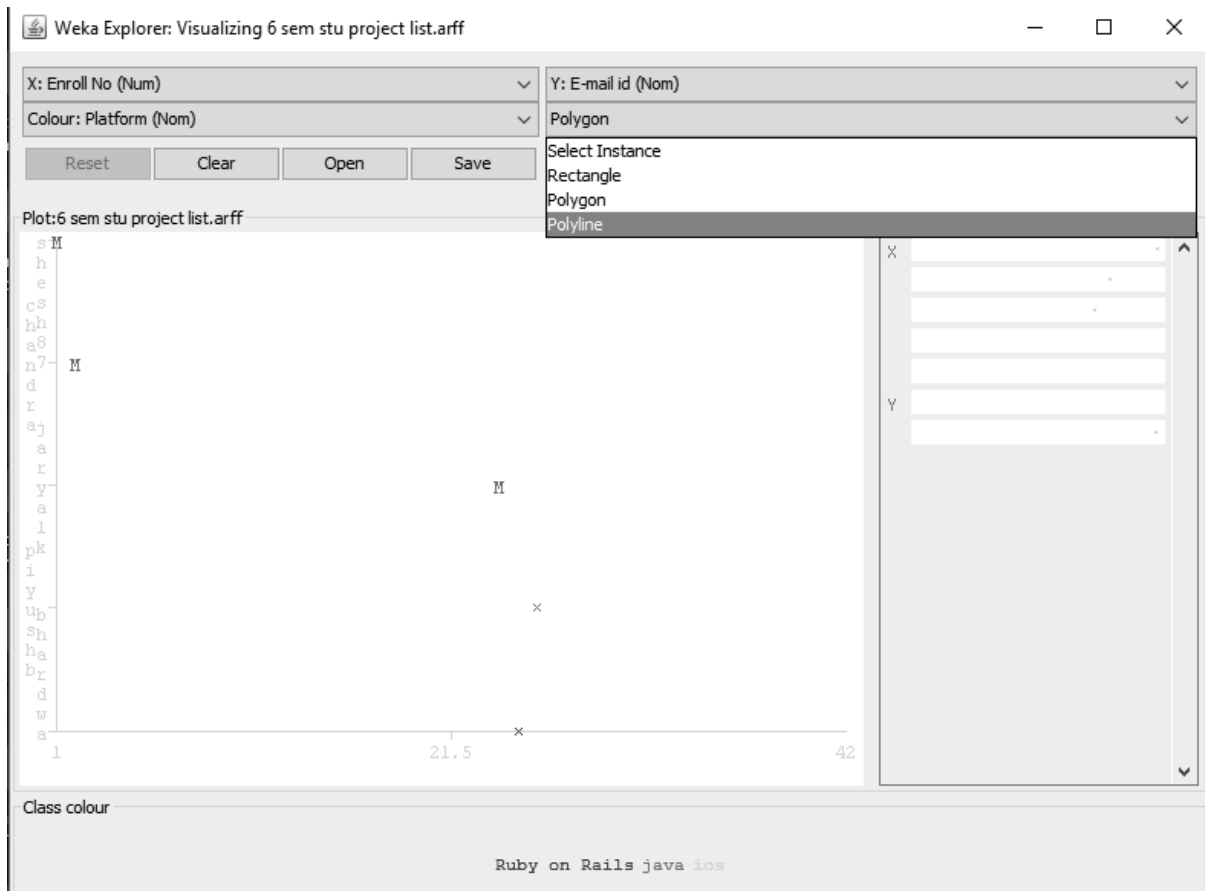 Weka Explorer: Visualizing 6 sem stu project list.arff
X: Enroll No (Num)
Y: E-mail id (Nom)
Colour: Platform (Nom)
Polygon
Reset
Clear
Open
Save
Select Instance
Rectangle
Polygon
Polyline
Plot:6 sem stu project list.arff
M
M
M
x
x
1
21.5
42
X
Y
Class colour
Ruby on Rails java ios